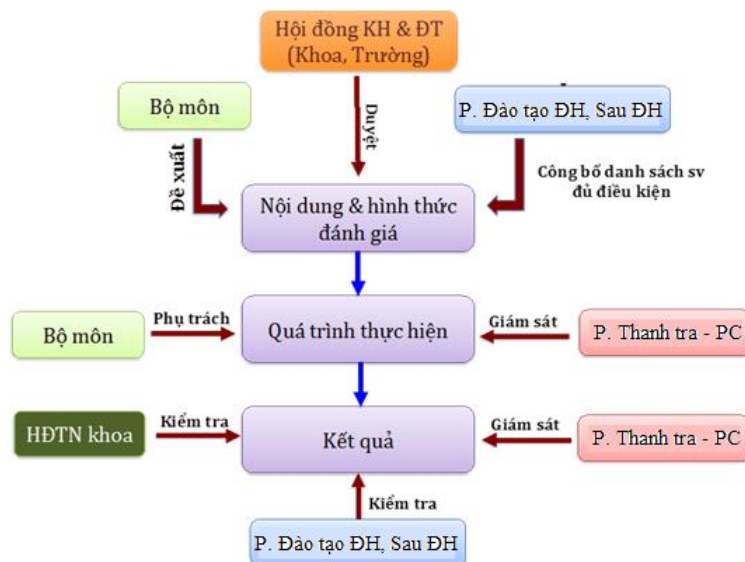 Hội đồng KH & ĐT
(Khoa, Trường)
Bộ môn
P. Đào tạo ĐH, Sau ĐH
Duyệt
Đề xuất
Công bố danh sách sv
đủ điều kiện
Nội dung & hình thức
đánh giá
Bộ môn
Phụ trách
Quá trình thực hiện
Giám sát
P. Thanh tra - PC
HĐTN khoa
Kiểm tra
Kết quả
Giám sát
P. Thanh tra - PC
Kiểm tra
P. Đào tạo ĐH, Sau ĐH